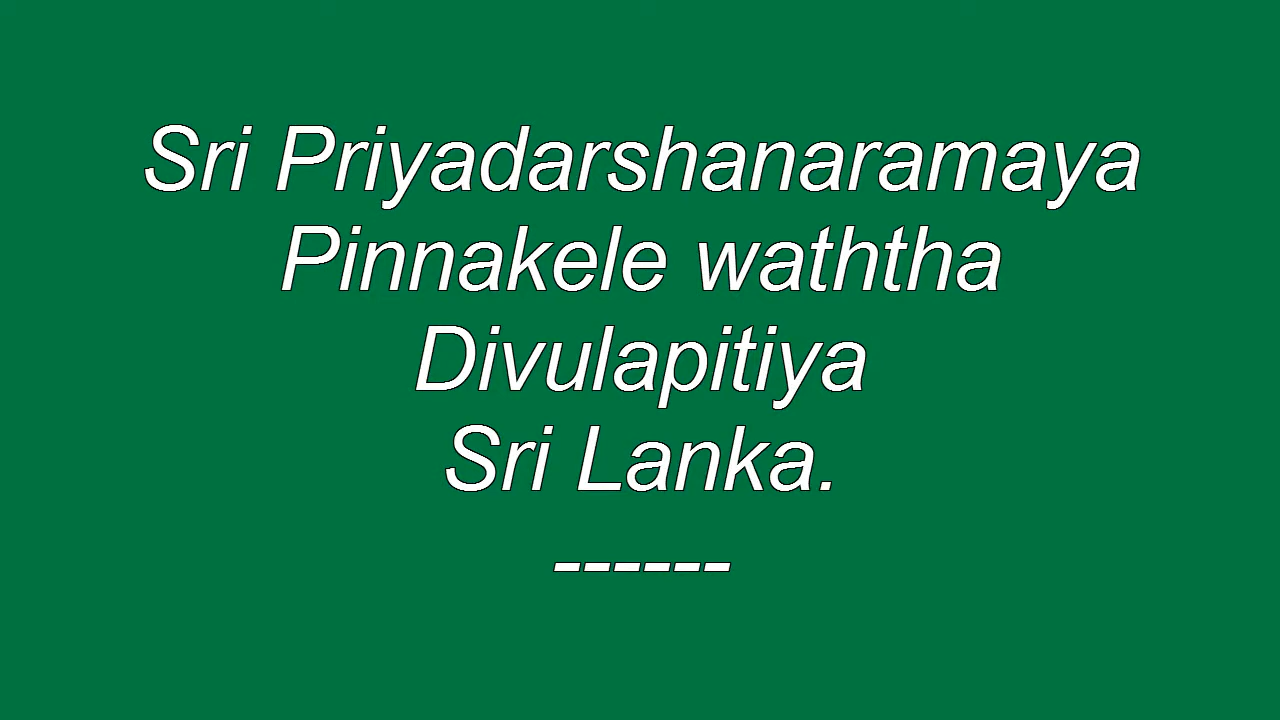 Sri Priyadarshanaramaya
Pinnakele waththa
Divulapitiya
Sri Lanka.
------